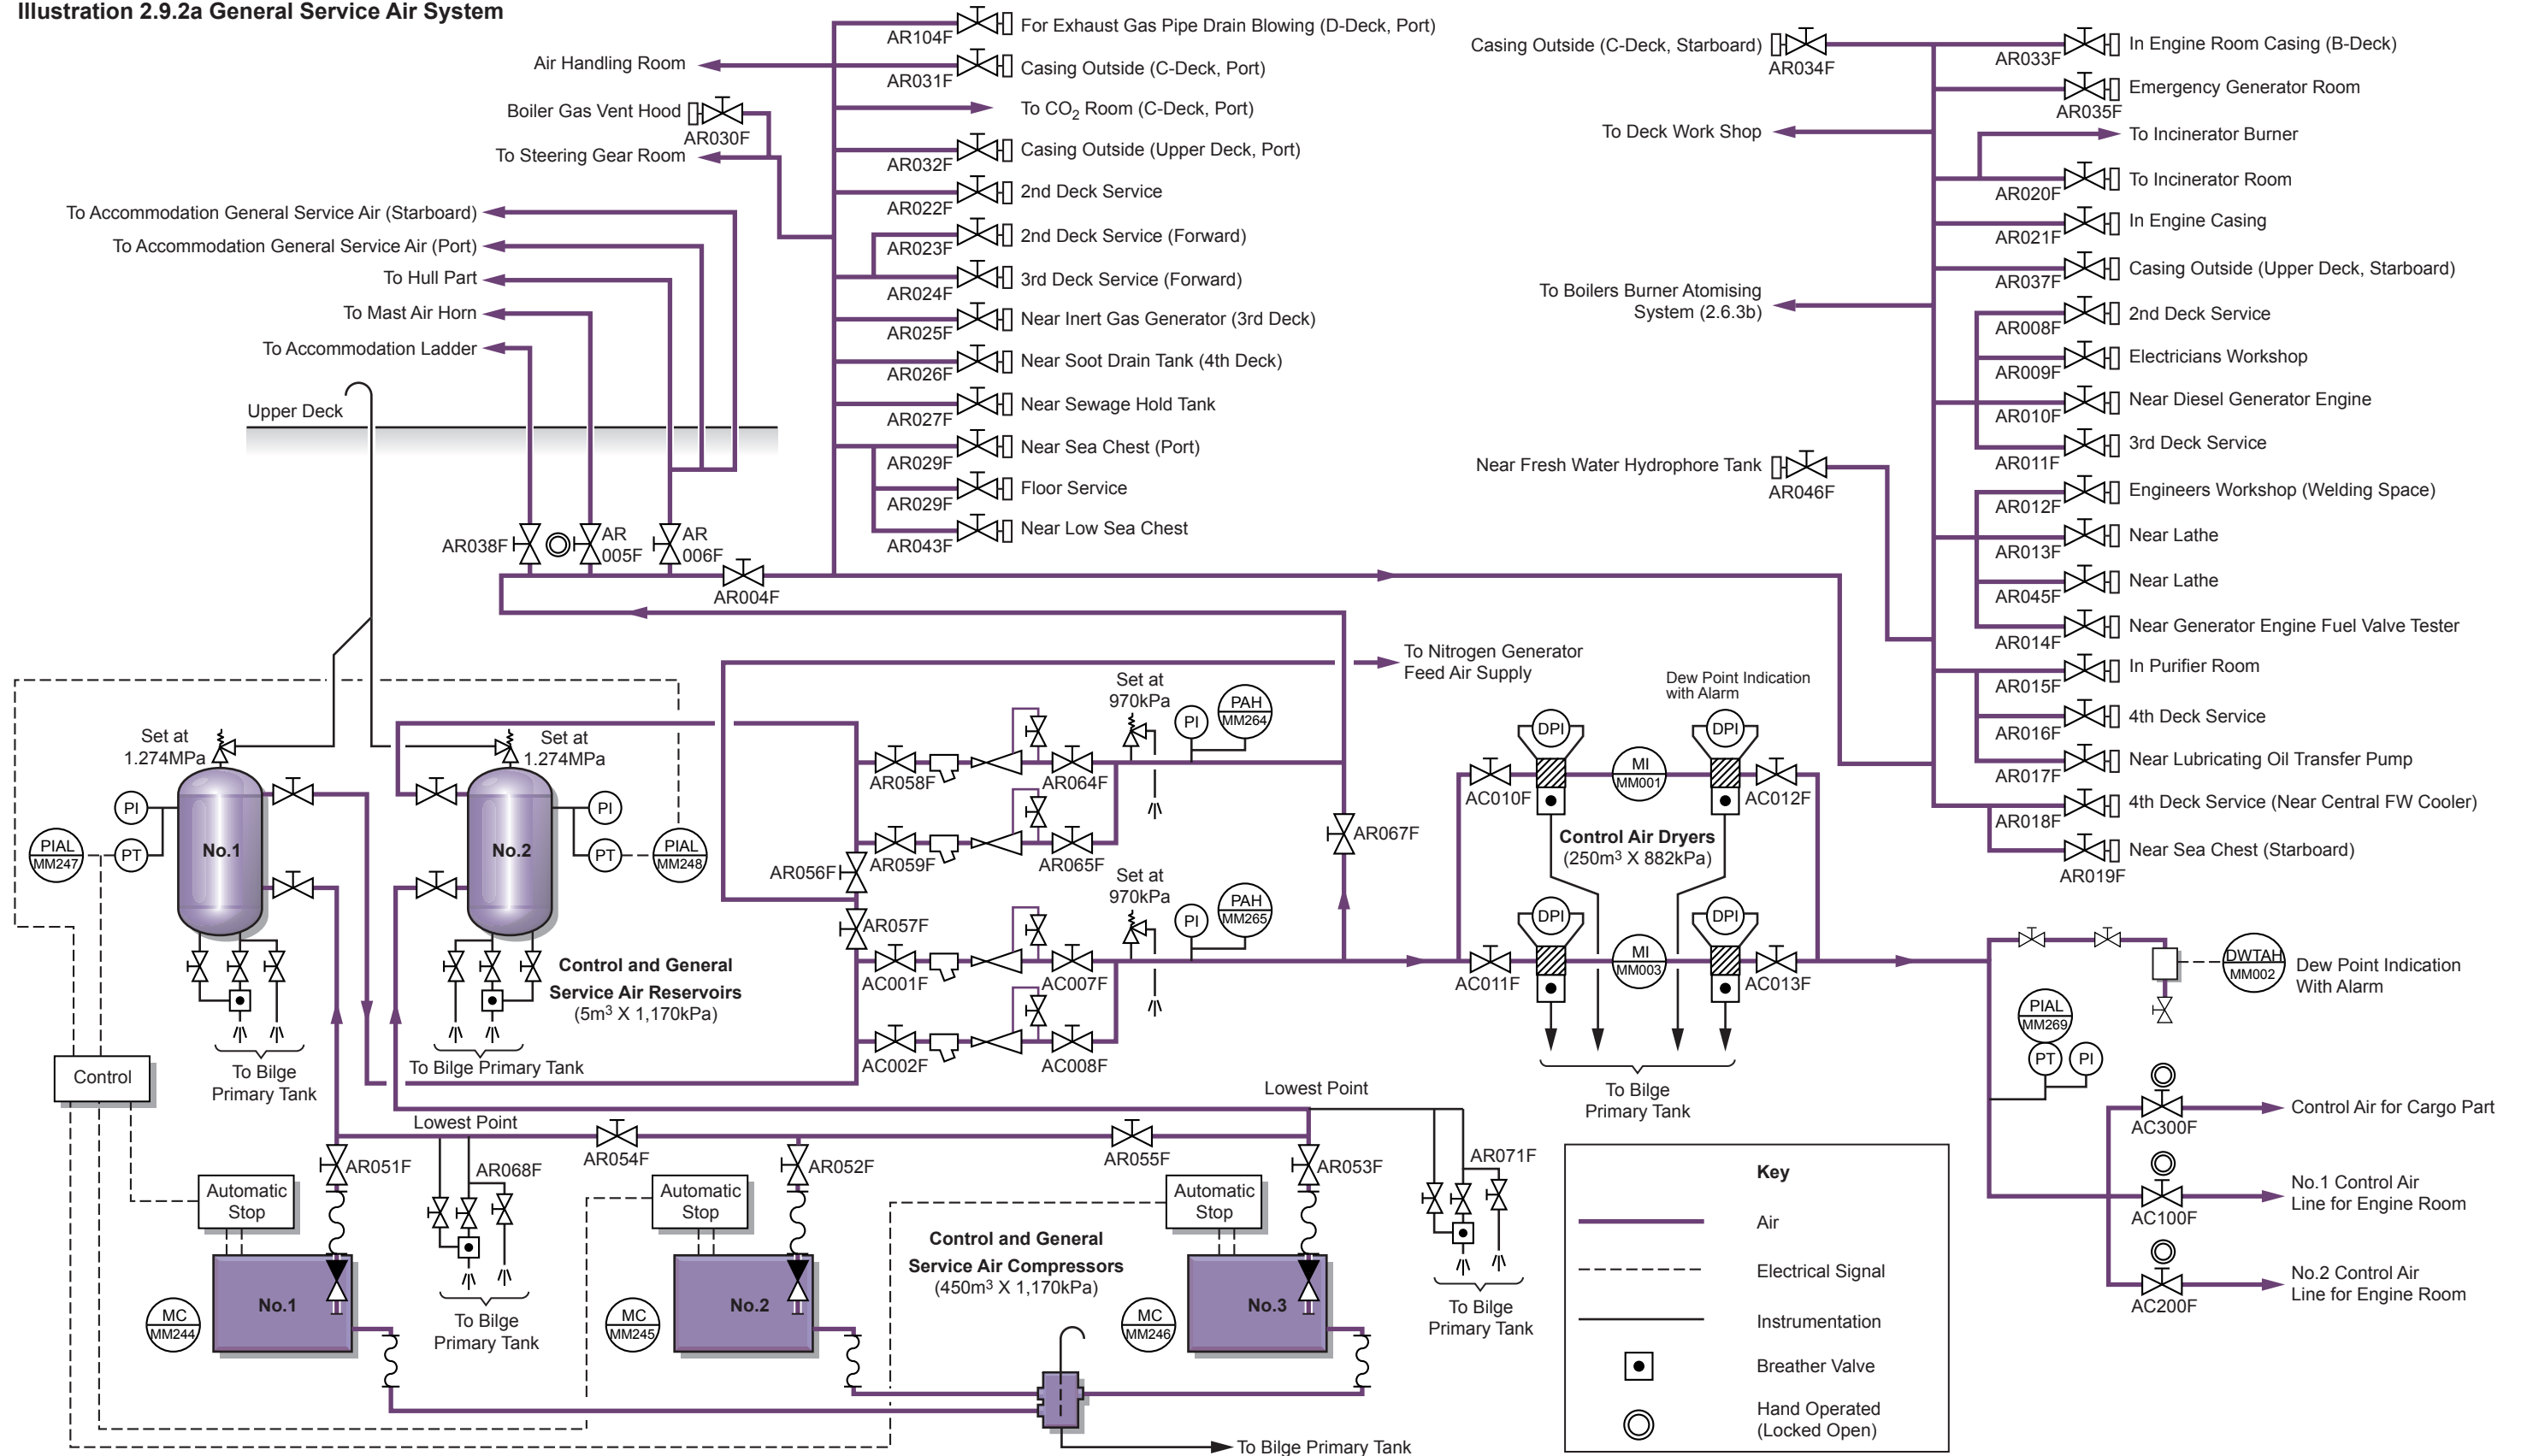 Illustration 2.9.2a General Service Air System
AR104F
For Exhaust Gas Pipe Drain Blowing (D-Deck, Port)
Air Handling Room
AR031F
Casing Outside (C-Deck, Port)
Boiler Gas Vent Hood
AR030F
To CO2 Room (C-Deck, Port)
To Steering Gear Room
AR032F
Casing Outside (Upper Deck, Port)
AR022F
2nd Deck Service
To Accommodation General Service Air (Starboard)
To Accommodation General Service Air (Port)
To Hull Part
To Mast Air Horn
To Accommodation Ladder
AR023F
2nd Deck Service (Forward)
AR024F
3rd Deck Service (Forward)
AR025F
Near Inert Gas Generator (3rd Deck)
AR026F
Near Soot Drain Tank (4th Deck)
AR027F
Near Sewage Hold Tank
AR029F
Near Sea Chest (Port)
AR029F
Floor Service
AR043F
Near Low Sea Chest
Upper Deck
AR038F
AR
005F
AR
006F
AR004F
Casing Outside (C-Deck, Starboard)
AR034F
AR033F
In Engine Room Casing (B-Deck)
AR035F
Emergency Generator Room
To Deck Work Shop
To Incinerator Burner
AR020F
To Incinerator Room
AR021F
In Engine Casing
AR037F
Casing Outside (Upper Deck, Starboard)
To Boilers Burner Atomising
System (2.6.3b)
AR008F
2nd Deck Service
AR009F
Electricians Workshop
AR010F
Near Diesel Generator Engine
AR011F
3rd Deck Service
Near Fresh Water Hydrophore Tank
AR046F
AR012F
Engineers Workshop (Welding Space)
AR013F
Near Lathe
AR045F
Near Lathe
AR014F
Near Generator Engine Fuel Valve Tester
AR015F
In Purifier Room
AR016F
4th Deck Service
AR017F
Near Lubricating Oil Transfer Pump
AR018F
4th Deck Service (Near Central FW Cooler)
AR019F
Near Sea Chest (Starboard)
To Nitrogen Generator
Feed Air Supply
Set at
1.274MPa
Set at
1.274MPa
PI
PT
PIAL
MM247
No.1
No.2
PI
PT
PIAL
MM248
Control and General
Service Air Reservoirs
(5m3 X 1,170kPa)
To Bilge
Primary Tank
To Bilge Primary Tank
Control
AR058F
AR064F
AR059F
AR065F
AR056F
AR057F
AC001F
AC007F
AC002F
AC008F
Set at
970kPa
PI
PAH
MM264
Set at
970kPa
PI
PAH
MM265
AR067F
Dew Point Indication
with Alarm
DPI
DPI
MI
MM001
AC010F
AC012F
Control Air Dryers
(250m3 X 882kPa)
DPI
DPI
MI
MM003
AC011F
AC013F
To Bilge
Primary Tank
DWTAH
MM002
Dew Point Indication
With Alarm
PIAL
MM269
PT
PI
AC300F
Control Air for Cargo Part
AC100F
No.1 Control Air
Line for Engine Room
AC200F
No.2 Control Air
Line for Engine Room
Lowest Point
Lowest Point
AR051F
AR068F
AR054F
AR052F
AR055F
AR053F
AR071F
Automatic
Stop
Automatic
Stop
Automatic
Stop
Control and General
Service Air Compressors
(450m3 X 1,170kPa)
No.1
No.2
No.3
MC
MM244
MC
MM245
MC
MM246
To Bilge
Primary Tank
To Bilge
Primary Tank
To Bilge Primary Tank
Key
Air
Electrical Signal
Instrumentation
Breather Valve
Hand Operated
(Locked Open)